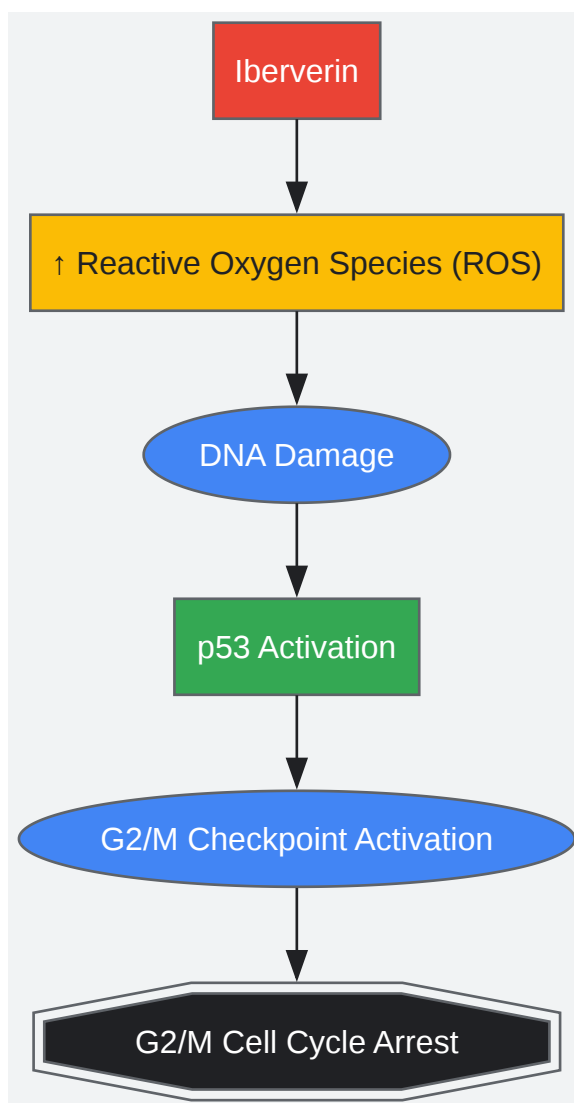 Iberverin
↑ Reactive Oxygen Species (ROS)
DNA Damage
p53 Activation
G2/M Checkpoint Activation
G2/M Cell Cycle Arrest